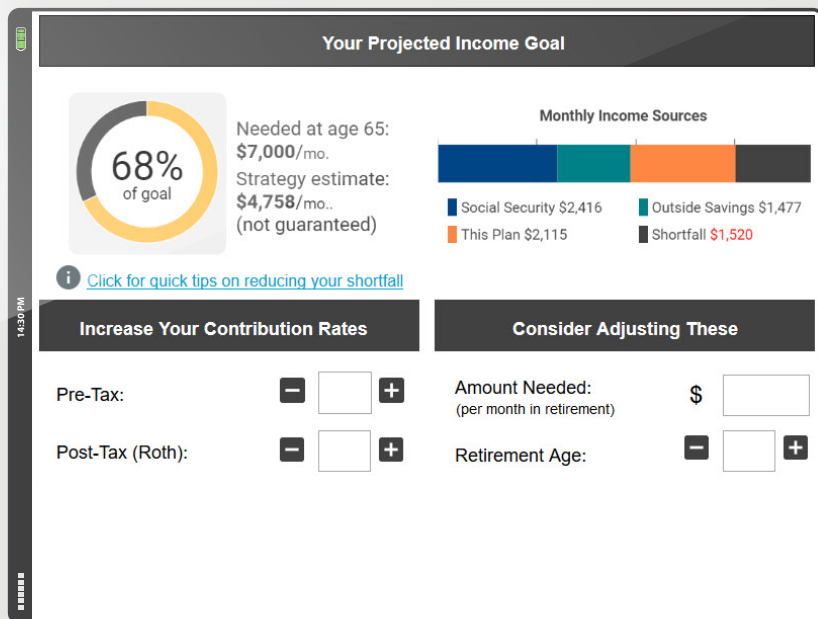 Your Projected Income Goal
68%
of goal
Needed at age 65:
$7,000/mo.
Strategy estimate:
$4,758/mo..
(not guaranteed)
Monthly Income Sources
Social Security $2,416
Outside Savings $1,477
This Plan $2,115
Shortfall $1,520
i Click for quick tips on reducing your shortfall
14:30 PM
Increase Your Contribution Rates
Pre-Tax:
Post-Tax (Roth):
Consider Adjusting These
Amount Needed:
(per month in retirement)
$
Retirement Age: